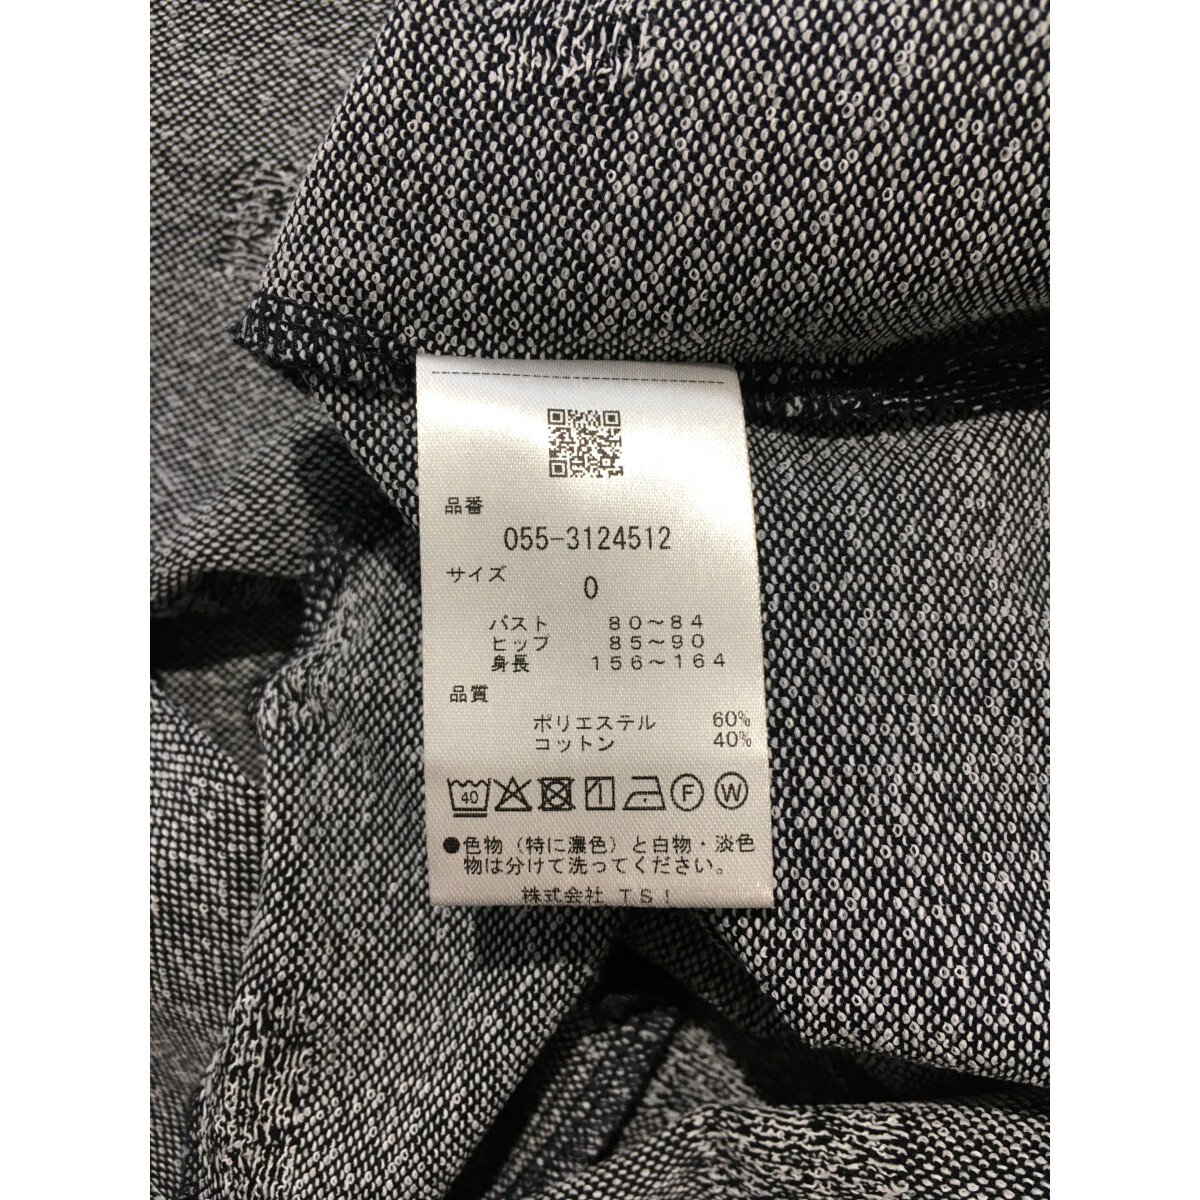 品番
055-3124512
サイズ
0
バスト 80〜84
ヒップ 85〜90
身長 156〜164
品質
ポリエステル 60%
コットン 40%
40 1 F W
●色物（特に濃色）と白物・淡色
物は分けて洗ってください。
株式会社 TSI